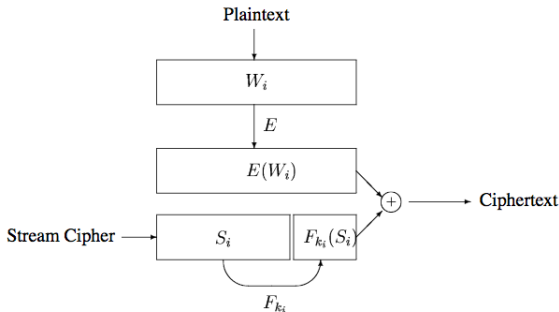 Plaintext
W_i
E
E(W_i)
+
Ciphertext
Stream Cipher
S_i
F_{k_i}(S_i)
F_{k_i}